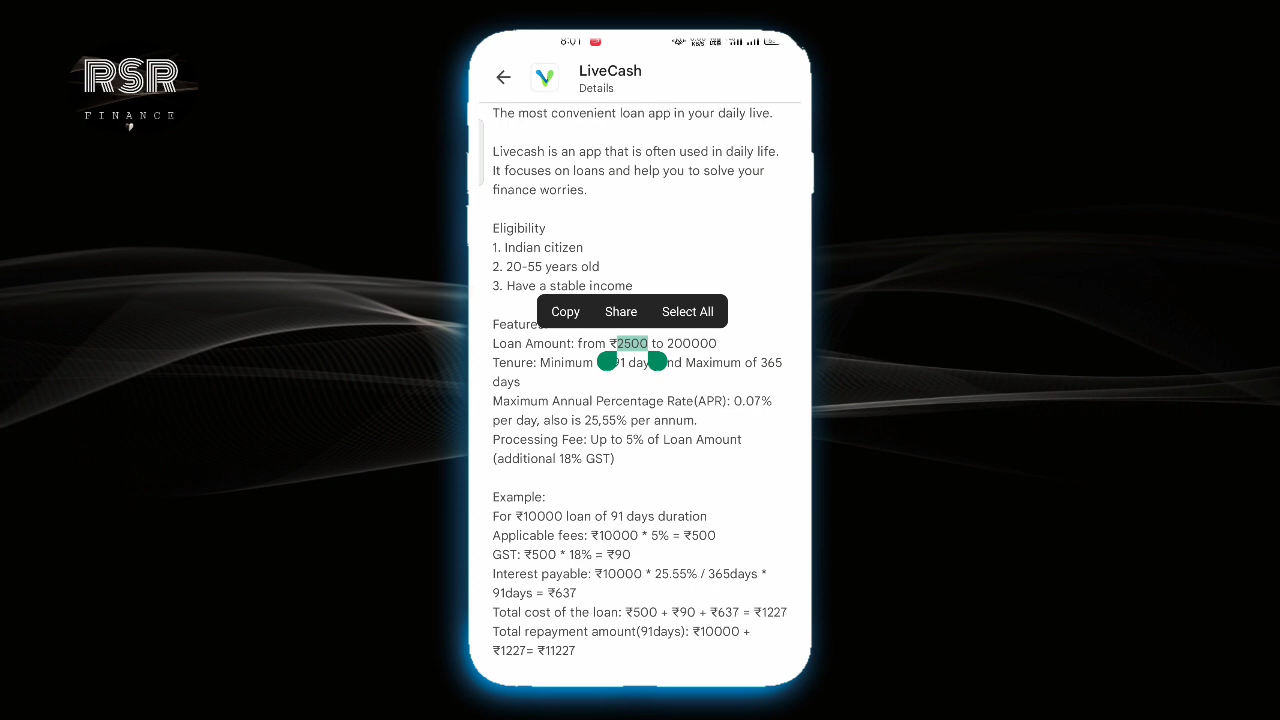 RSR
FINANCE
8:01
LiveCash
Details
The most convenient loan app in your daily live.
Livecash is an app that is often used in daily life.
It focuses on loans and help you to solve your
finance worries.
Eligibility
1. Indian citizen
2. 20-55 years old
3. Have a stable income
Copy Share Select All
Loan Amount: from ₹2500 to 200000
Tenure: Minimum 91 Maximum of 365
days
Maximum Annual Percentage Rate(APR): 0.07%
per day, also is 25,55% per annum.
Processing Fee: Up to 5% of Loan Amount
(additional 18% GST)
Example:
For ₹10000 loan of 91 days duration
Applicable fees: ₹10000 * 5% = ₹500
GST: ₹500 * 18% = ₹90
Interest payable: ₹10000 * 25.55% / 365days *
91days = ₹637
Total cost of the loan: ₹500 + ₹90 + ₹637 = ₹1227
Total repayment amount(91days): ₹10000 +
₹1227= ₹11227